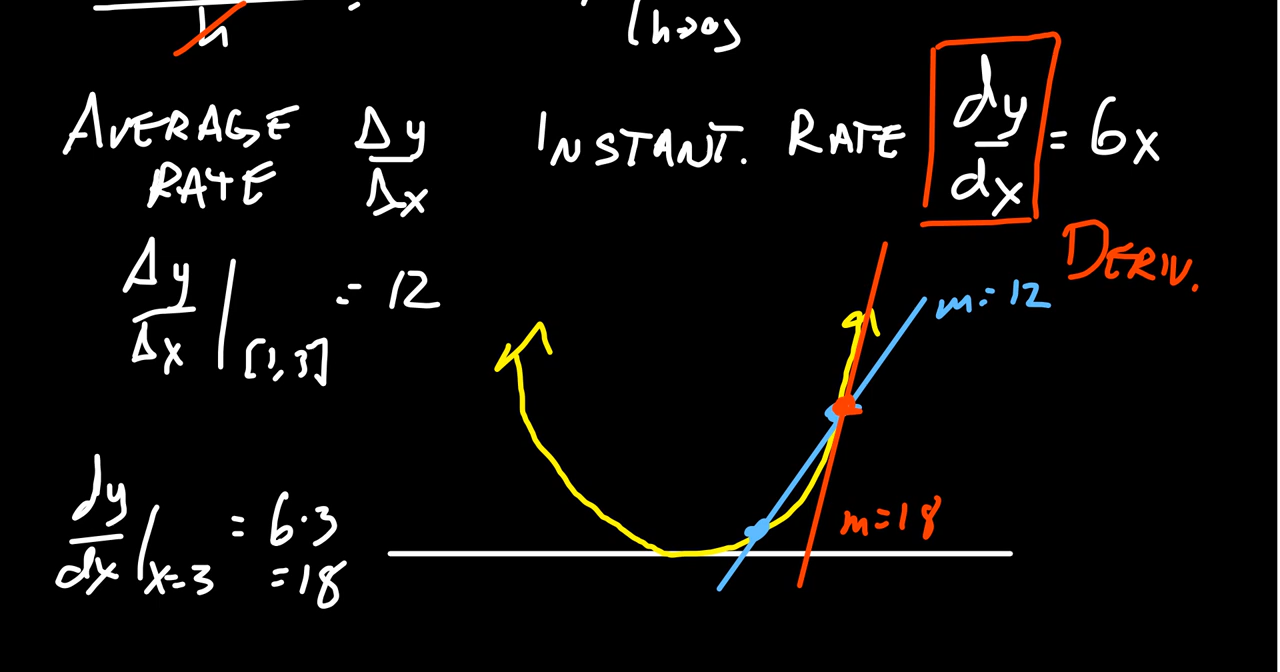 h
(h→0)
AVERAGE RATE Δy/Δx
INSTANT. RATE dy/dx = 6x
DERIV.
Δy/Δx |[1,3] = 12
m=12
m=18
dy/dx |x=3 = 6·3
=18